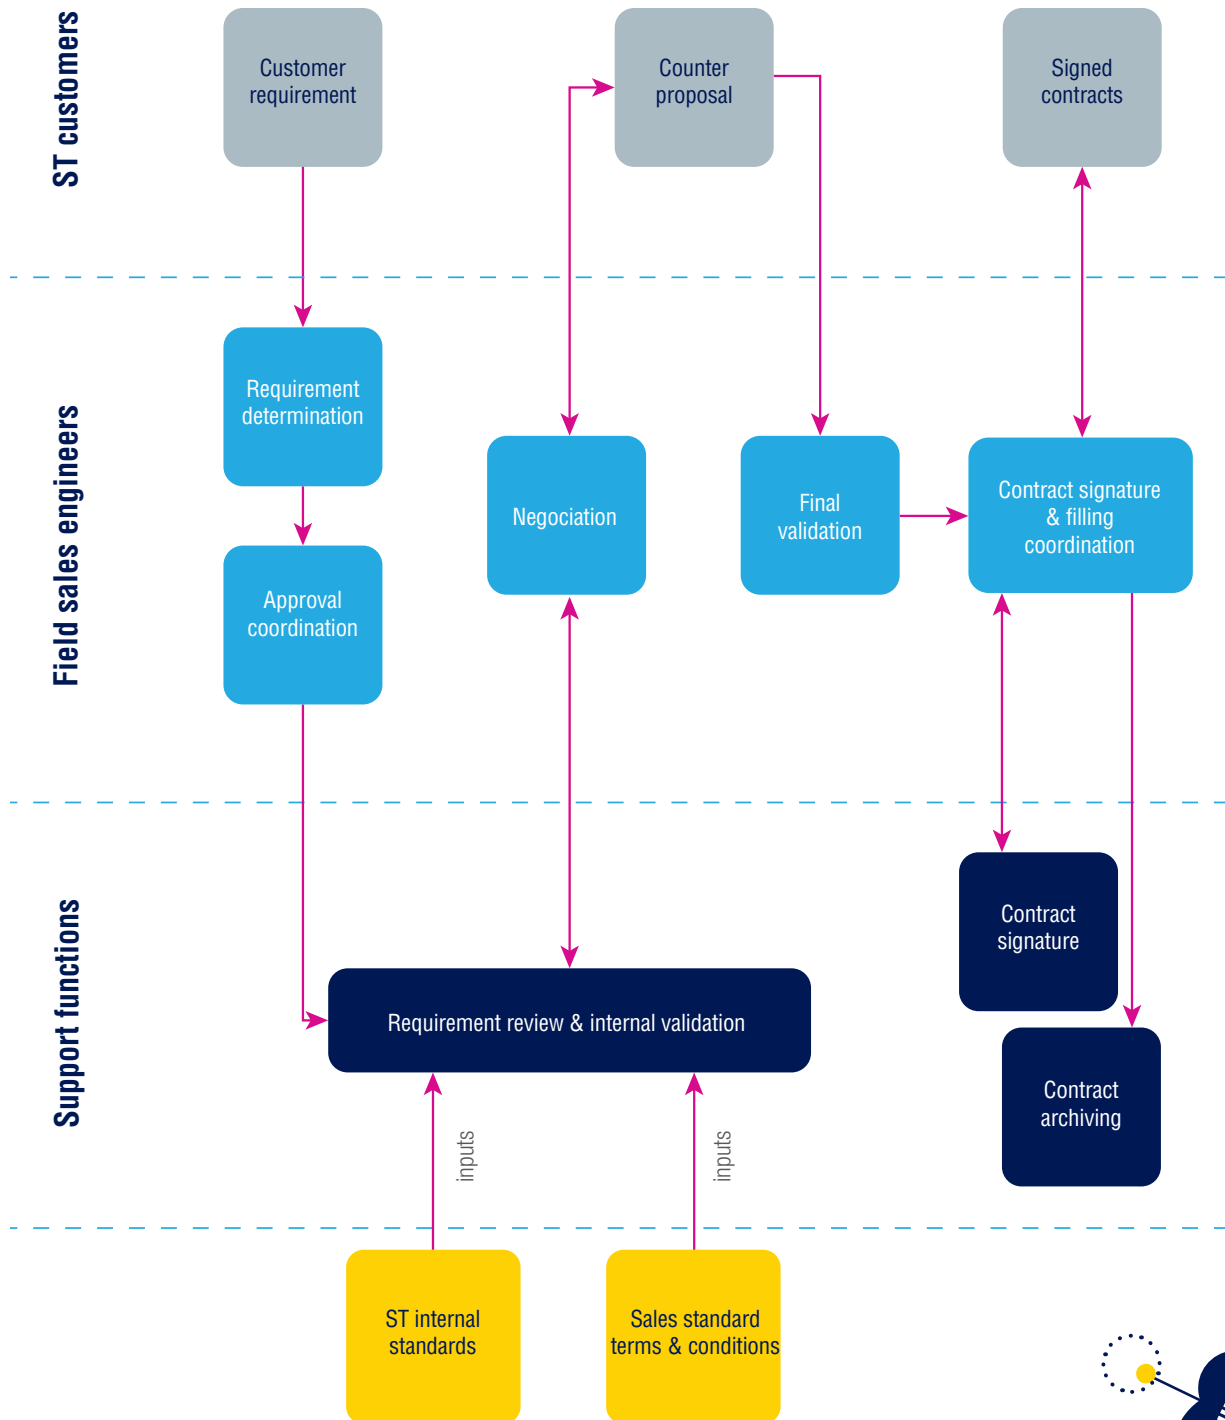 ST customers
Customer
requirement
Counter
proposal
Signed
contracts
Field sales engineers
Requirement
determination
Approval
coordination
Negociation
Final
validation
Contract signature
& filling
coordination
Support functions
Contract
signature
Requirement review & internal validation
Contract
archiving
inputs
inputs
ST internal
standards
Sales standard
terms & conditions